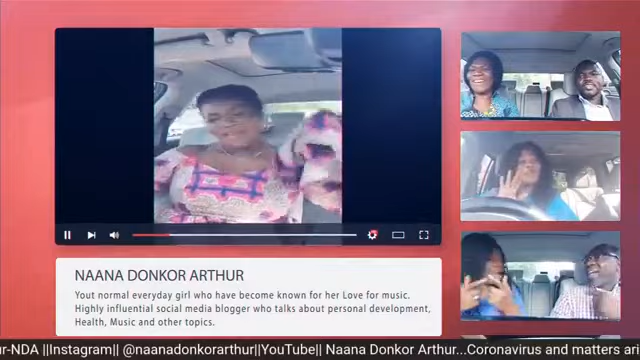 NAANA DONKOR ARTHUR
Yout normal everyday girl who have become known for her Love for music.
Highly influential social media blogger who talks about personal development,
Health, Music and other topics.
r-NDA ||Instagram|| @naanadonkorarthur||YouTube|| Naana Donkor Arthur...Coronavirus and matters ari